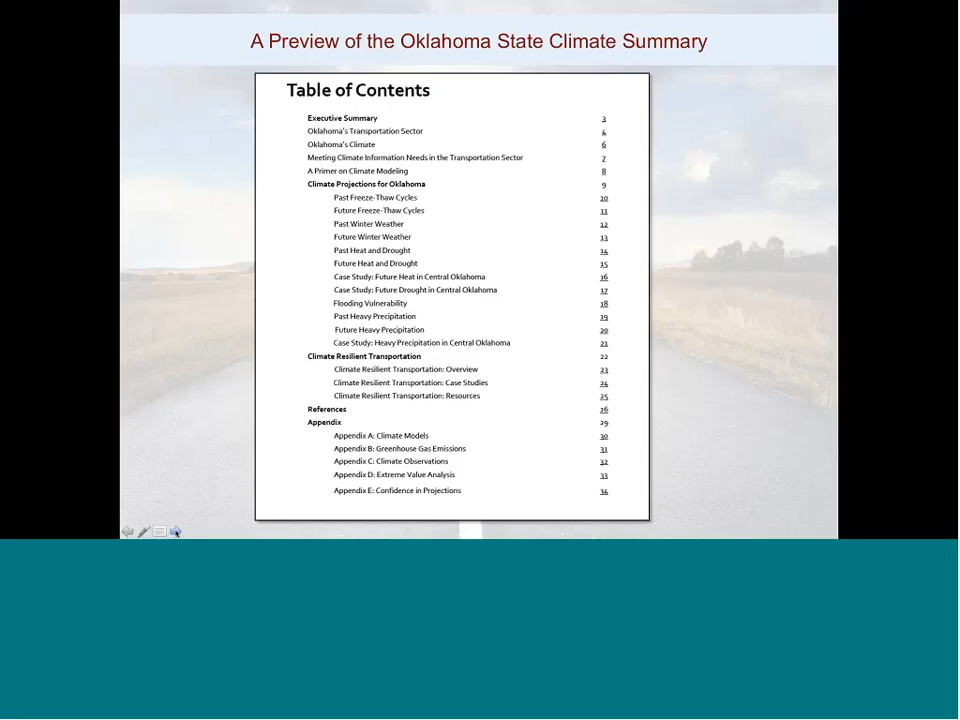 A Preview of the Oklahoma State Climate Summary
Table of Contents
Executive Summary 3
Oklahoma's Transportation Sector 4
Oklahoma's Climate 6
Meeting Climate Information Needs in the Transportation Sector 7
A Primer on Climate Modeling 8
Climate Projections for Oklahoma 9
Past Freeze-Thaw Cycles 10
Future Freeze-Thaw Cycles 11
Past Winter Weather 12
Future Winter Weather 13
Past Heat and Drought 14
Future Heat and Drought 15
Case Study: Future Heat in Central Oklahoma 16
Case Study: Future Drought in Central Oklahoma 17
Flooding Vulnerability 18
Past Heavy Precipitation 19
Future Heavy Precipitation 20
Case Study: Heavy Precipitation in Central Oklahoma 21
Climate Resilient Transportation 22
Climate Resilient Transportation: Overview 23
Climate Resilient Transportation: Case Studies 24
Climate Resilient Transportation: Resources 25
References 26
Appendix 29
Appendix A: Climate Models 30
Appendix B: Greenhouse Gas Emissions 31
Appendix C: Climate Observations 32
Appendix D: Extreme Value Analysis 33
Appendix E: Confidence in Projections 34